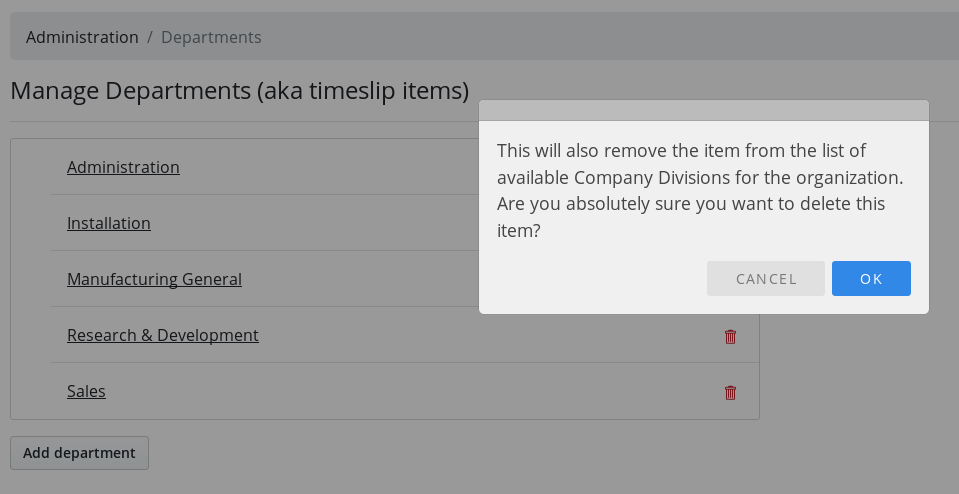 Administration / Departments
Manage Departments (aka timeslip items)
Administration
Installation
Manufacturing General
Research & Development
Sales
Add department
This will also remove the item from the list of
available Company Divisions for the organization.
Are you absolutely sure you want to delete this
item?
CANCEL OK